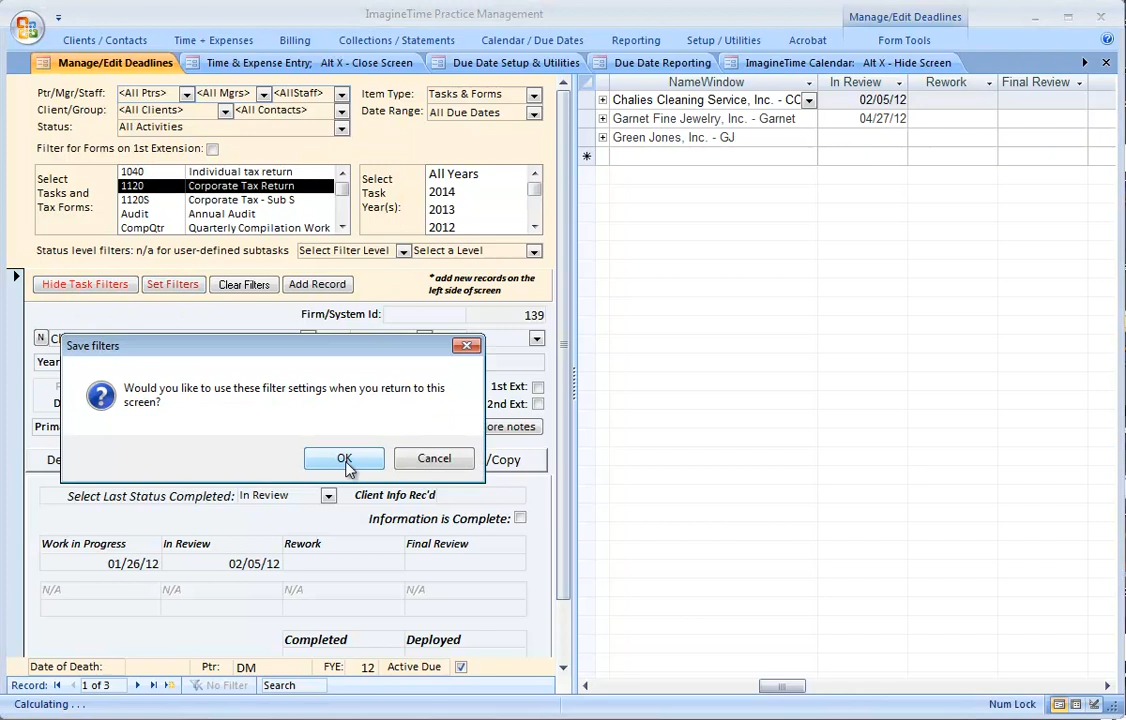 ImagineTime Practice Management
Manage/Edit Deadlines
Clients / Contacts Time + Expenses Billing Collections / Statements Calendar / Due Dates Reporting Setup / Utilities Acrobat Form Tools
Manage/Edit Deadlines Time & Expense Entry; Alt X - Close Screen Due Date Setup & Utilities Due Date Reporting ImagineTime Calendar: Alt X - Hide Screen
Ptr/Mgr/Staff: <All Ptrs> <All Mgrs> <AllStaff> Item Type: Tasks & Forms
Client/Group: <All Clients> <All Contacts> Date Range: All Due Dates
Status: All Activities
Filter for Forms on 1st Extension:
Select Tasks and Tax Forms:
1040 Individual tax return
1120 Corporate Tax Return
1120S Corporate Tax - Sub S
Audit Annual Audit
CompQtr Quarterly Compilation Work
Select Task Year(s):
All Years
2014
2013
2012
Status level filters: n/a for user-defined subtasks Select Filter Level Select a Level
Hide Task Filters Set Filters Clear Filters Add Record
* add new records on the
left side of screen
Firm/System Id: 139
N Cl
Year
Save filters
Would you like to use these filter settings when you return to this
screen?
OK Cancel
1st Ext:
D 2nd Ext:
Prim ore notes
De /Copy
Select Last Status Completed: In Review Client Info Rec'd
Information is Complete:
Work in Progress In Review Rework Final Review
01/26/12 02/05/12
N/A N/A N/A N/A
Completed Deployed
Date of Death: Ptr: DM FYE: 12 Active Due
Record: 1 of 3 No Filter Search
Calculating . . . Num Lock
NameWindow In Review Rework Final Review
Chalies Cleaning Service, Inc. - CC 02/05/12
Garnet Fine Jewelry, Inc. - Garnet 04/27/12
Green Jones, Inc. - GJ